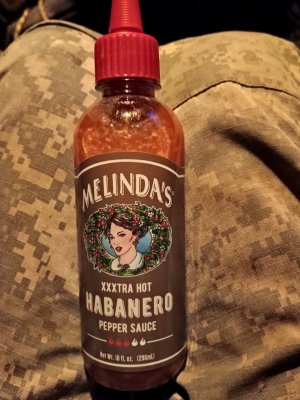 MELINDA'S
XXXTRA HOT
HABANERO
PEPPER SAUCE
Net Wt. 10 fl. oz. (296mL)